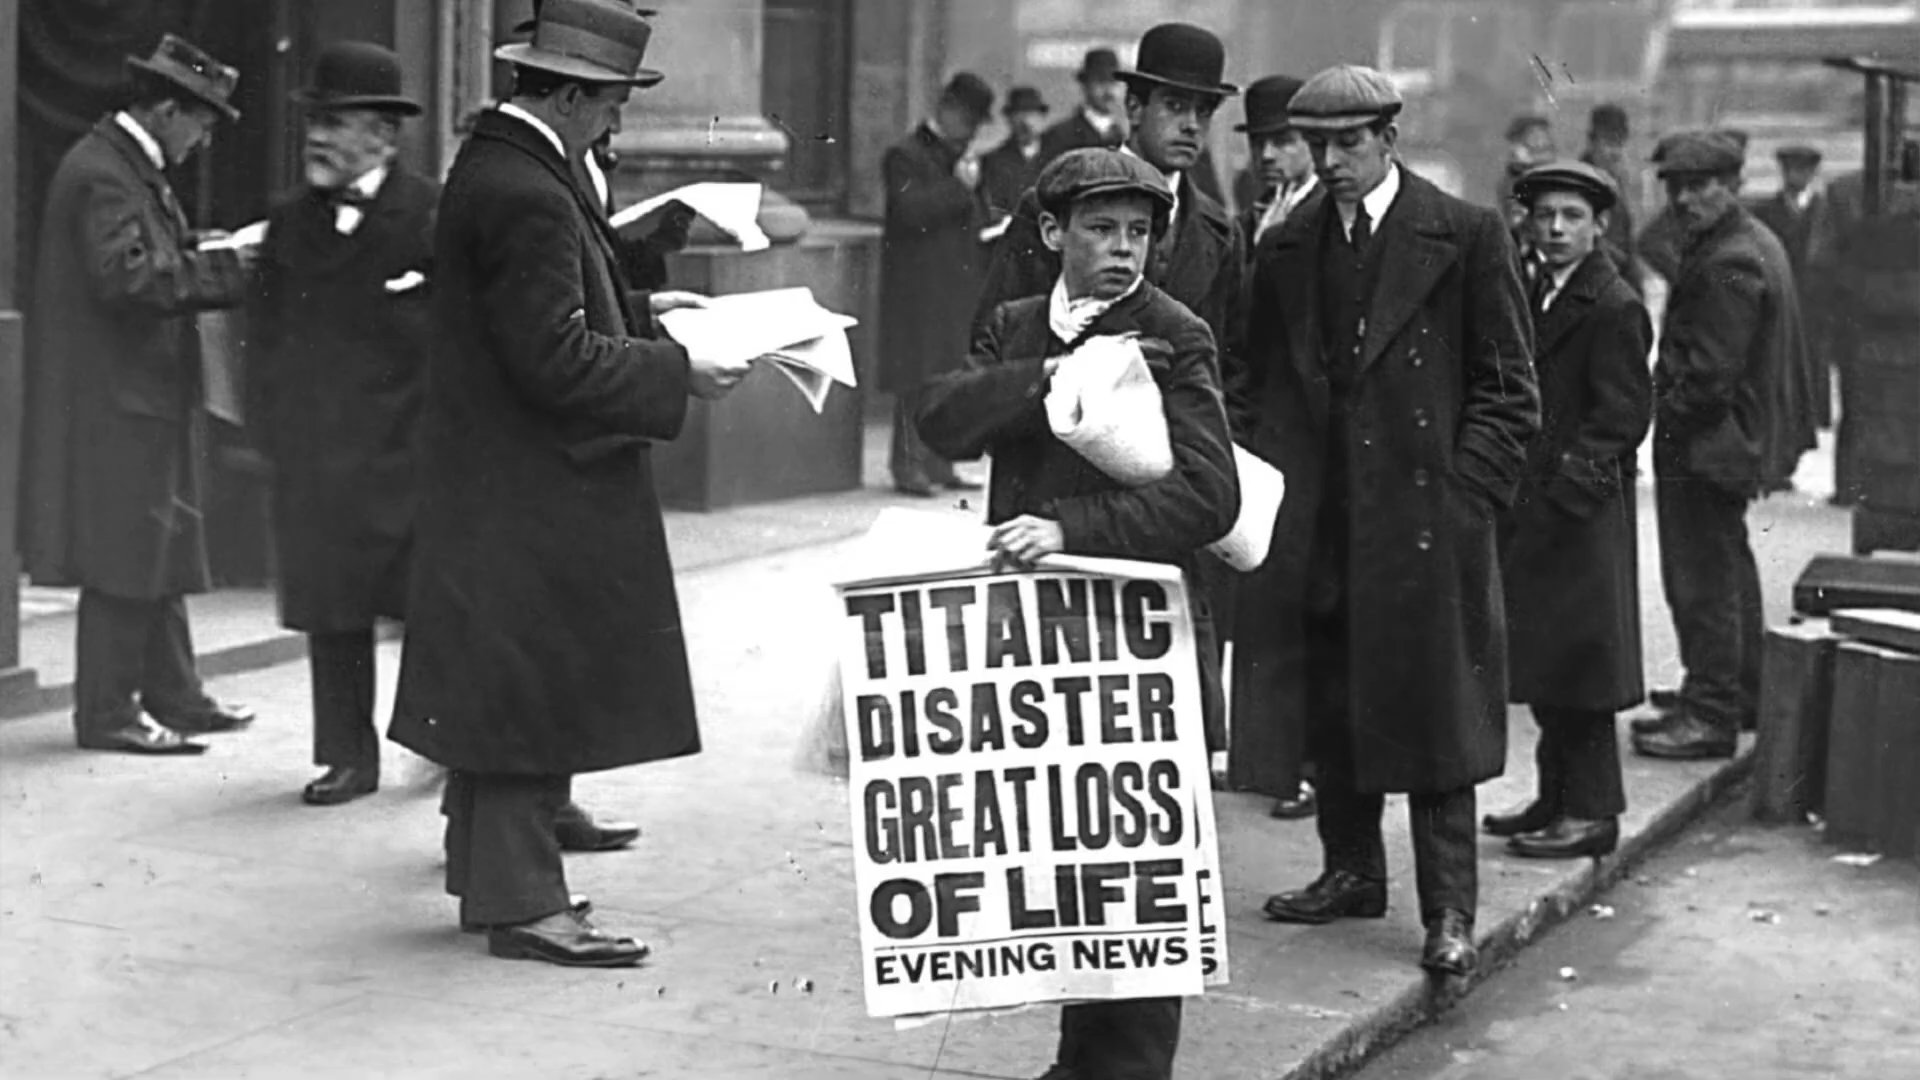 TITANIC
DISASTER
GREAT LOSS
OF LIFE
EVENING NEWS
E
S